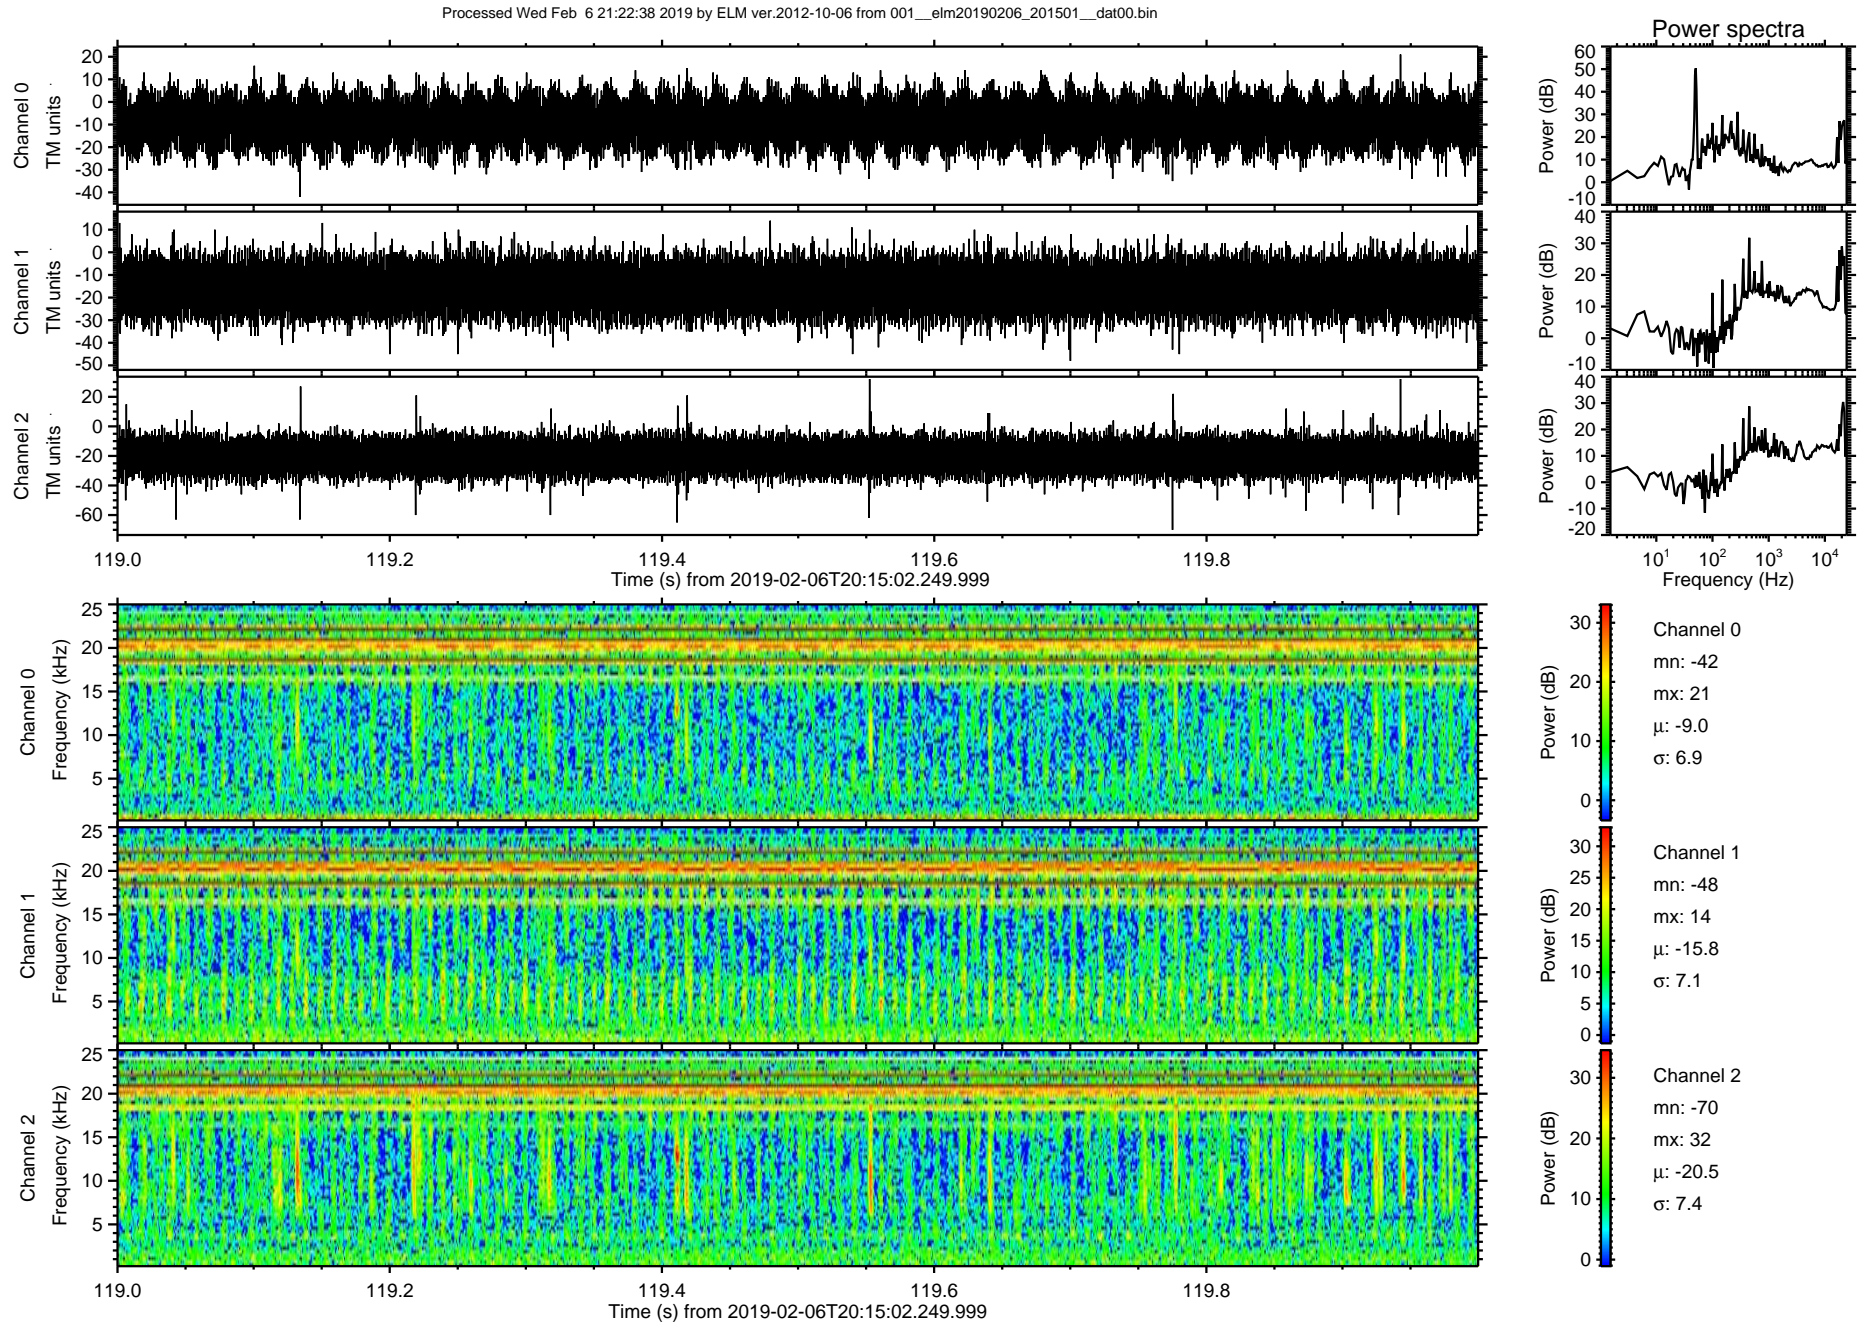 Processed Wed Feb 6 21:22:38 2019 by ELM ver.2012-10-06 from 001__elm20190206_201501__dat00.bin
Power spectra
Channel 0
TM units
20
10
0
-10
-20
-30
-40
Power (dB)
60
50
40
30
20
10
0
-10
Channel 1
TM units
10
0
-10
-20
-30
-40
-50
Power (dB)
40
30
20
10
0
-10
Channel 2
TM units
20
0
-20
-40
-60
Power (dB)
40
30
20
10
0
-10
-20
119.0 119.2 119.4 119.6 119.8
Time (s) from 2019-02-06T20:15:02.249.999
10¹ 10² 10³ 10⁴
Frequency (Hz)
Channel 0
Frequency (kHz)
25
20
15
10
5
Power (dB)
30
20
10
0
Channel 0
mn: -42
mx: 21
μ: -9.0
σ: 6.9
Channel 1
Frequency (kHz)
25
20
15
10
5
Power (dB)
30
25
20
15
10
5
0
Channel 1
mn: -48
mx: 14
μ: -15.8
σ: 7.1
Channel 2
Frequency (kHz)
25
20
15
10
5
Power (dB)
30
20
10
0
Channel 2
mn: -70
mx: 32
μ: -20.5
σ: 7.4
119.0 119.2 119.4 119.6 119.8
Time (s) from 2019-02-06T20:15:02.249.999